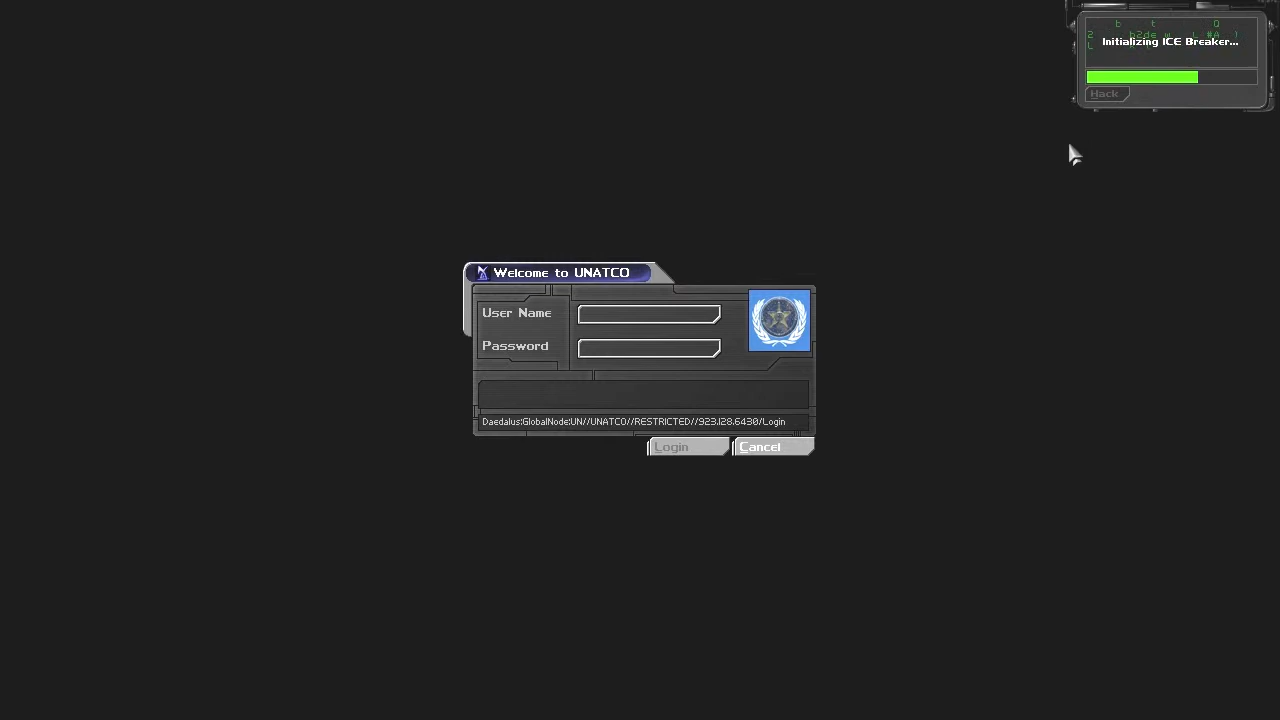 Initializing ICE Breaker...
Hack
Welcome to UNATCO
User Name
Password
Daedalus:GlobalNode:UN//UNATCO//RESTRICTED//923.128.6430/Login
Login
Cancel